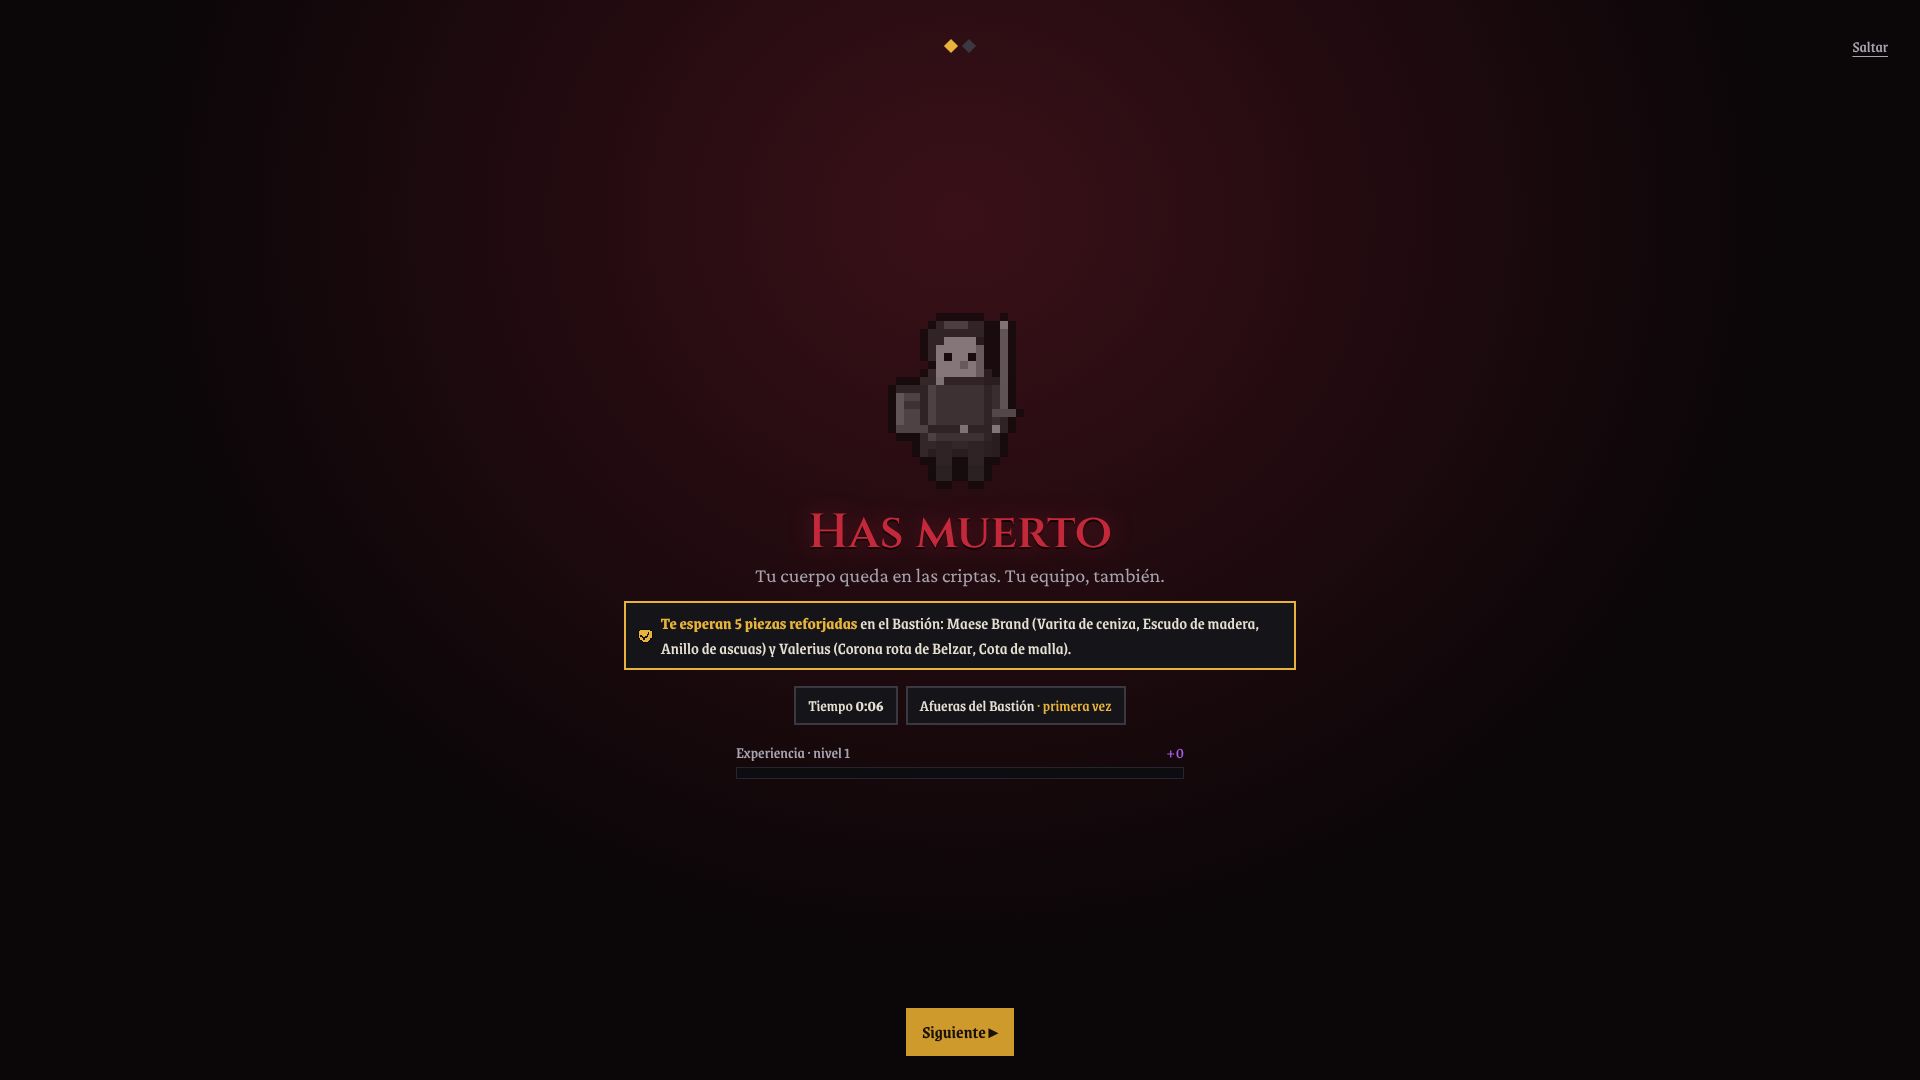 Saltar
Has muerto
Tu cuerpo queda en las criptas. Tu equipo, también.
Te esperan 5 piezas reforjadas en el Bastión: Maese Brand (Varita de ceniza, Escudo de madera,
Anillo de ascuas) y Valerius (Corona rota de Belzar, Cota de malla).
Tiempo 0:06
Afueras del Bastión · primera vez
Experiencia · nivel 1
+0
Siguiente ▶